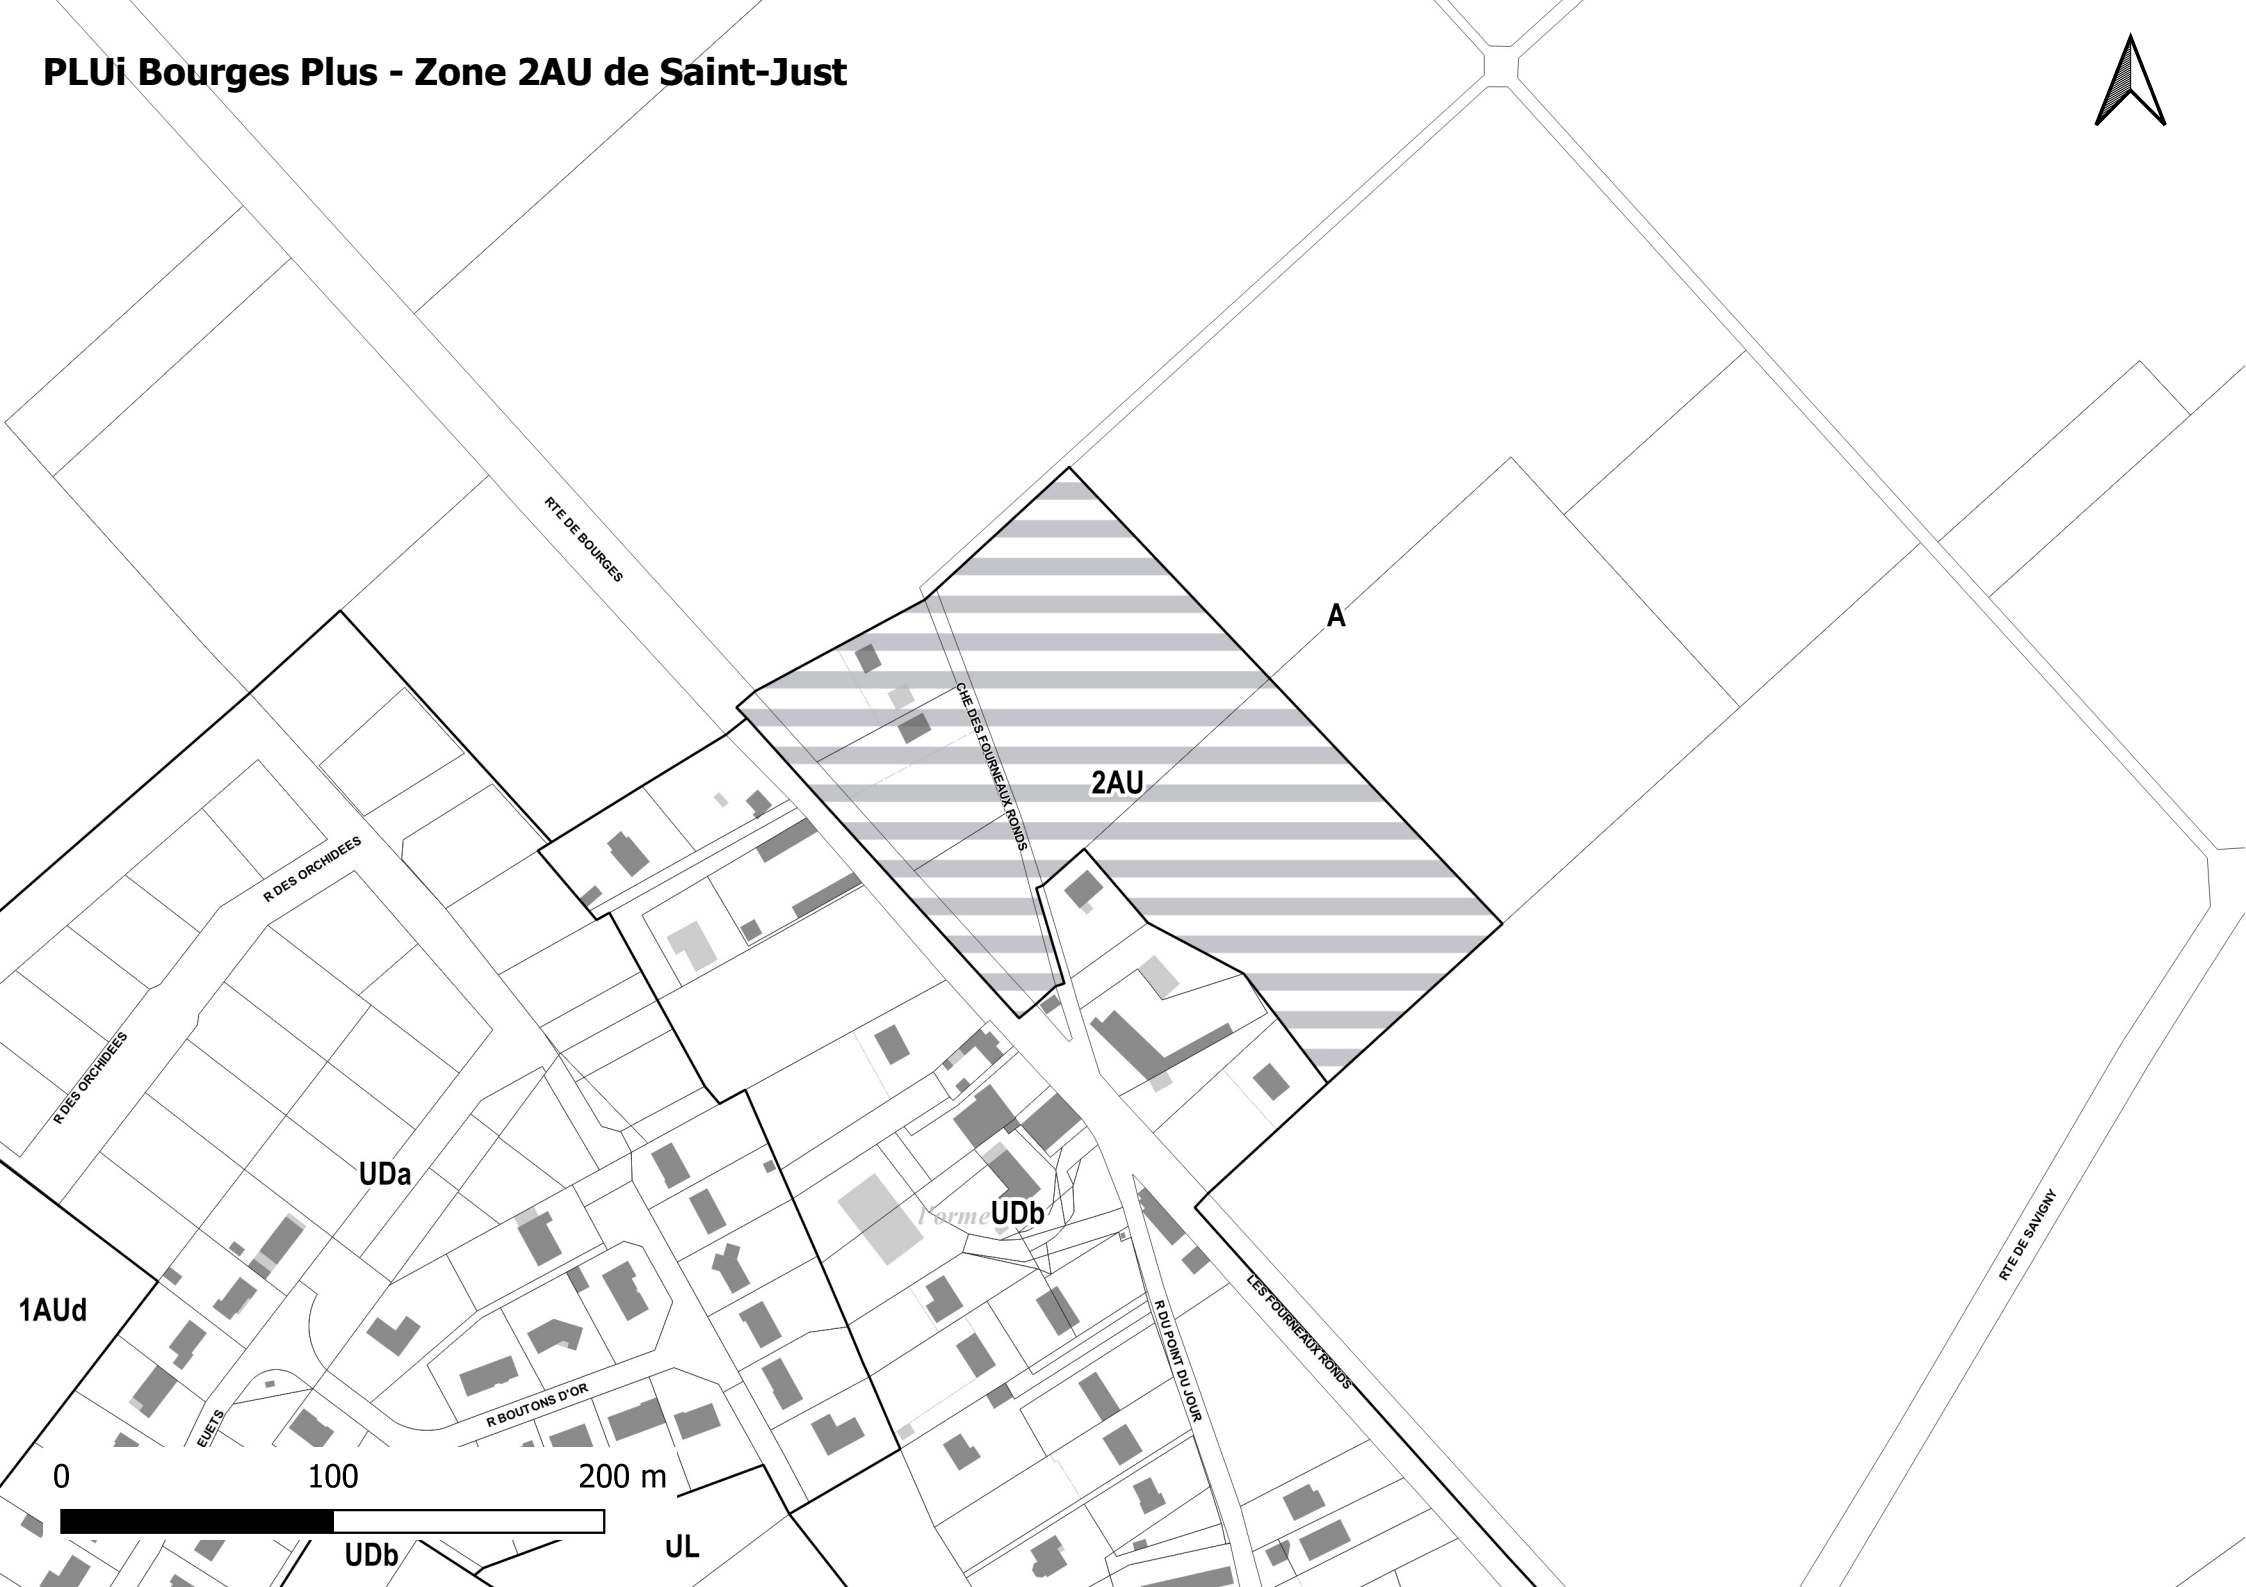 PLUi Bourges Plus - Zone 2AU de Saint-Just
RTE DE BOURGES
A
CHE DES FOURNEAUX RONDS
2AU
R DES ORCHIDEES
R DES ORCHIDEES
UDa
l'orme
UDb
RTE DE SAVIGNY
1AUd
LES FOURNEAUX RONDS
R DU POINT DU JOUR
R BOUTONS D'OR
EUETS
0 100 200 m
UDb
UL